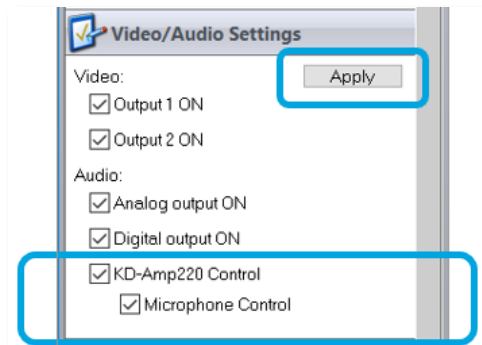 Video/Audio Settings
Video:
Apply
Output 1 ON
Output 2 ON
Audio:
Analog output ON
Digital output ON
KD-Amp220 Control
Microphone Control